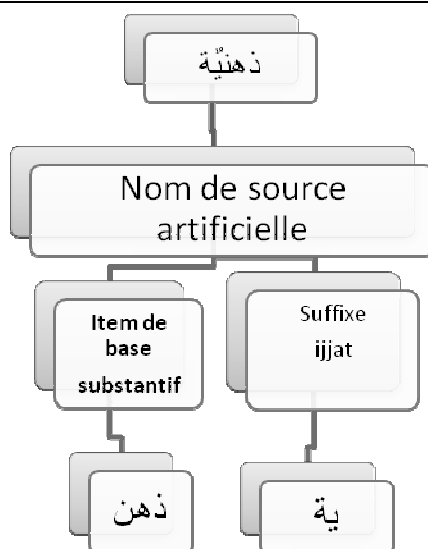 ذهنيّة
Nom de source
artificielle
Item de
base
substantif
Suffixe
ijjat
ذهن
ية